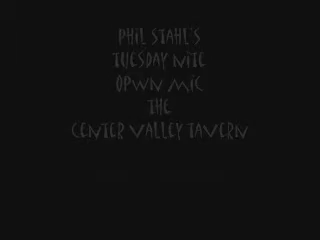 PHIL STAHL'S
TUESDAY NITE
OPWN MIC
THE
CENTER VALLEY TAVERN